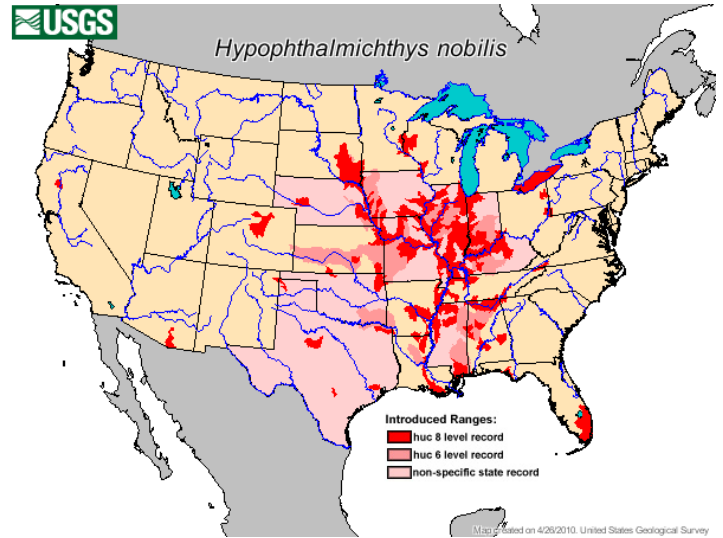 USGS
Hypophthalmichthys nobilis
Introduced Ranges:
huc 8 level record
huc 6 level record
non-specific state record
Map created on 4/26/2010. United States Geological Survey